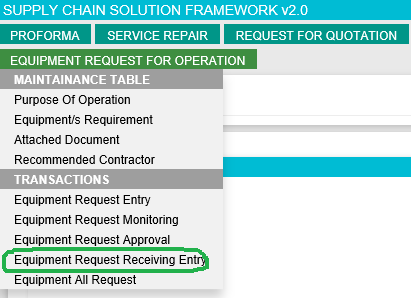 SUPPLY CHAIN SOLUTION FRAMEWORK v2.0
PROFORMA SERVICE REPAIR REQUEST FOR QUOTATION
EQUIPMENT REQUEST FOR OPERATION
MAINTAINANCE TABLE
Purpose Of Operation
Equipment/s Requirement
Attached Document
Recommended Contractor
TRANSACTIONS
Equipment Request Entry
Equipment Request Monitoring
Equipment Request Approval
Equipment Request Receiving Entry
Equipment All Request